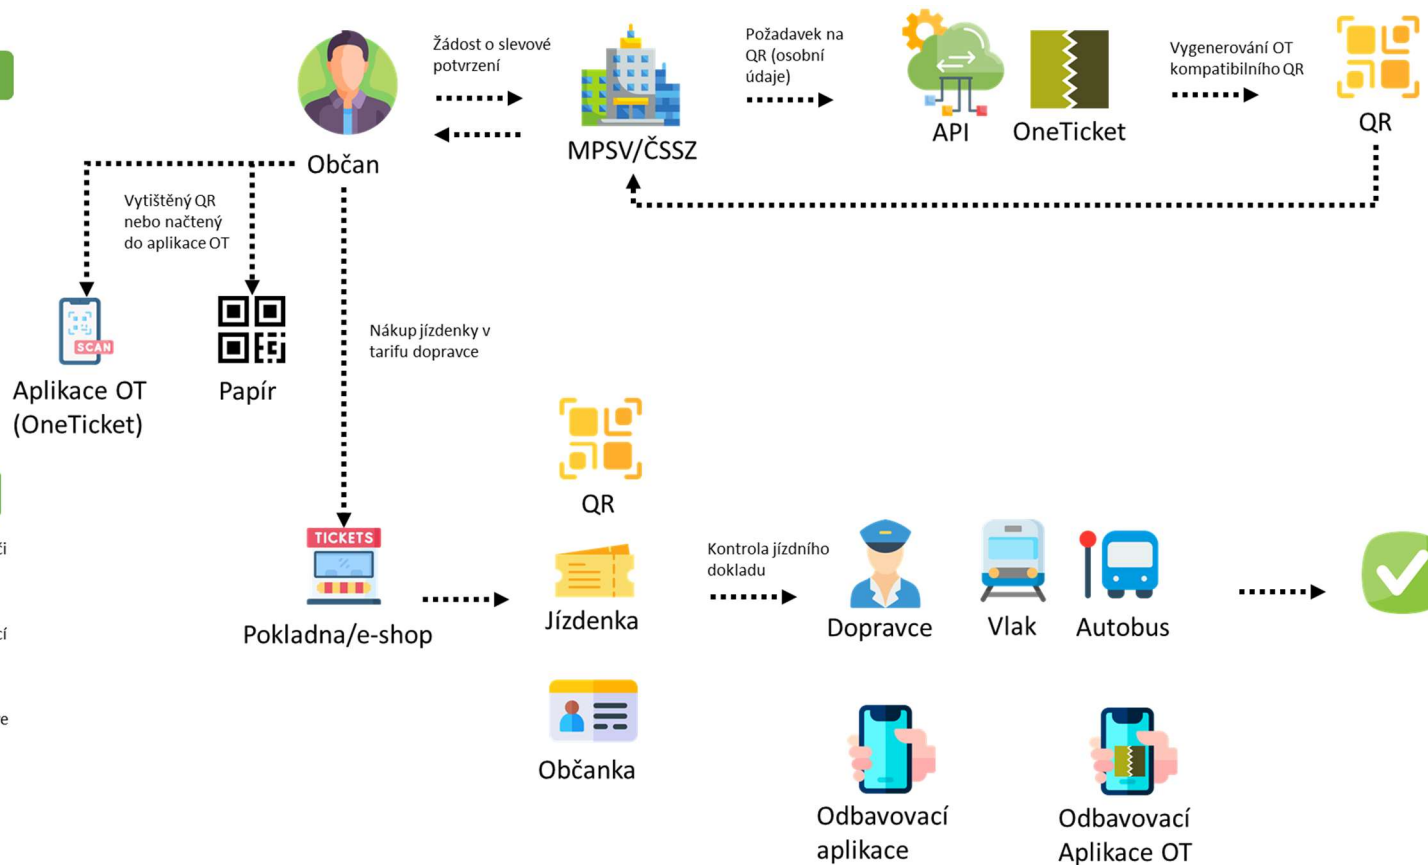 Žádost o slevové
potvrzení
Požadavek na
QR (osobní
údaje)
Vygenerování OT
kompatibilního QR
Občan
MPSV/ČSSZ
API
OneTicket
QR
Vytištěný QR
nebo načtený
do aplikace OT
SCAN
Aplikace OT
(OneTicket)
Papír
Nákup jízdenky v
tarifu dopravce
QR
TICKETS
Pokladna/e-shop
Jízdenka
Občanka
Kontrola jízdního
dokladu
Dopravce
Vlak
Autobus
Odbavovací
aplikace
Odbavovací
Aplikace OT